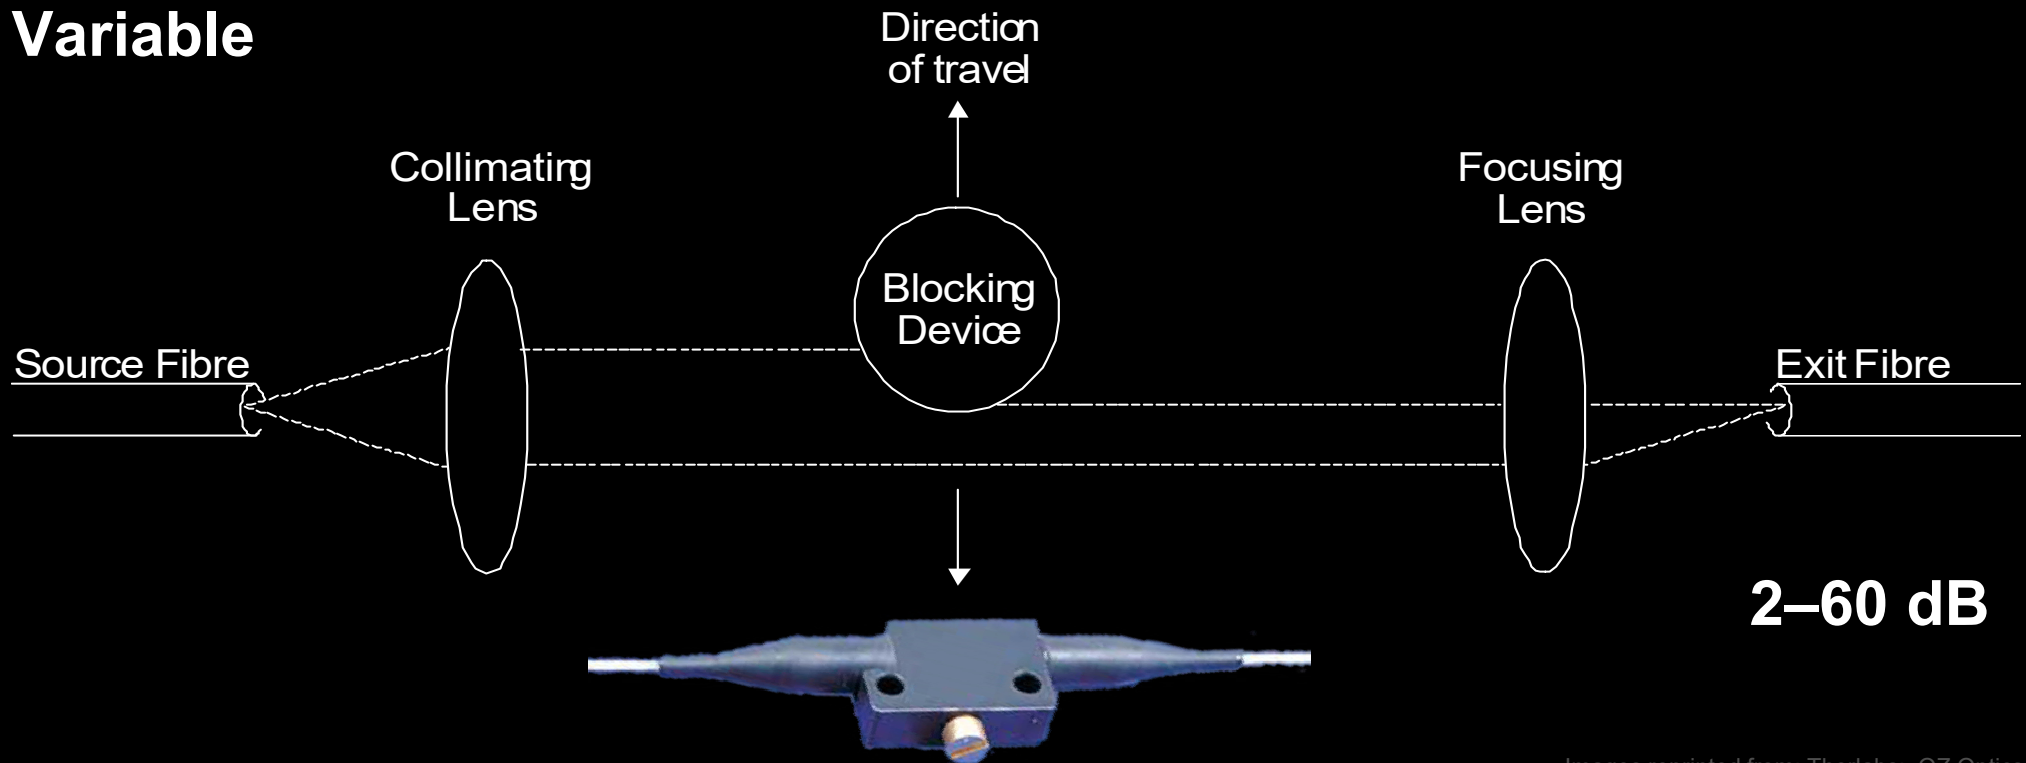 Variable
Direction
of travel
Collimating
Lens
Focusing
Lens
Blocking
Device
Source Fibre
Exit Fibre
2–60 dB